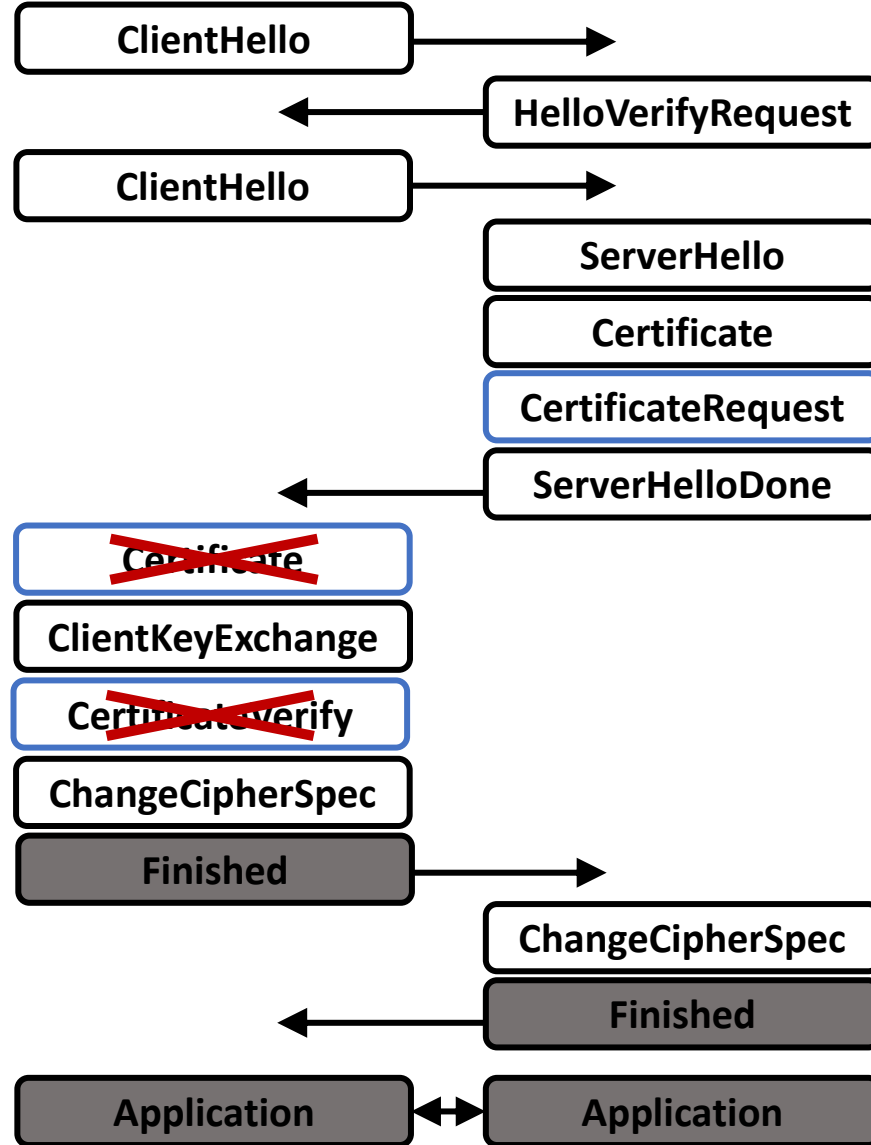 ClientHello
HelloVerifyRequest
ClientHello
ServerHello
Certificate
CertificateRequest
ServerHelloDone
Certificate
ClientKeyExchange
CertificateVerify
ChangeCipherSpec
Finished
ChangeCipherSpec
Finished
Application
Application